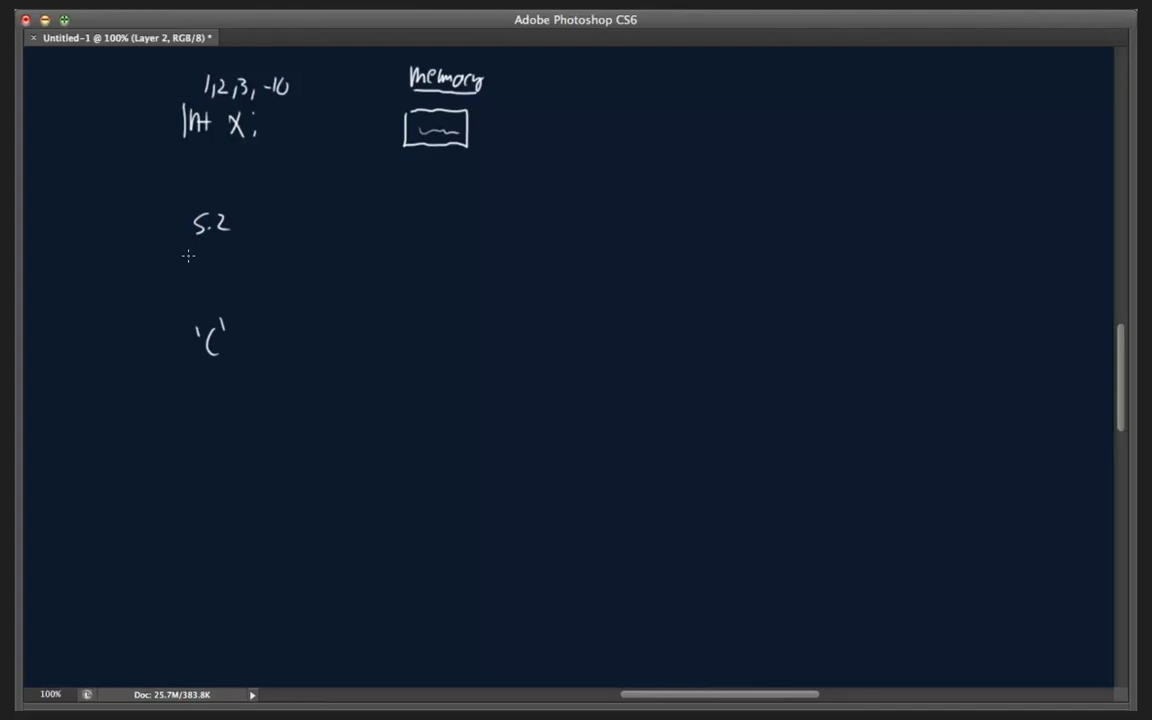 Adobe Photoshop CS6
× Untitled-1 @ 100% (Layer 2, RGB/8) *
1,2,3, -10
memory
Int x;
5.2
'C'
100%
Doc: 25.7M/383.8K